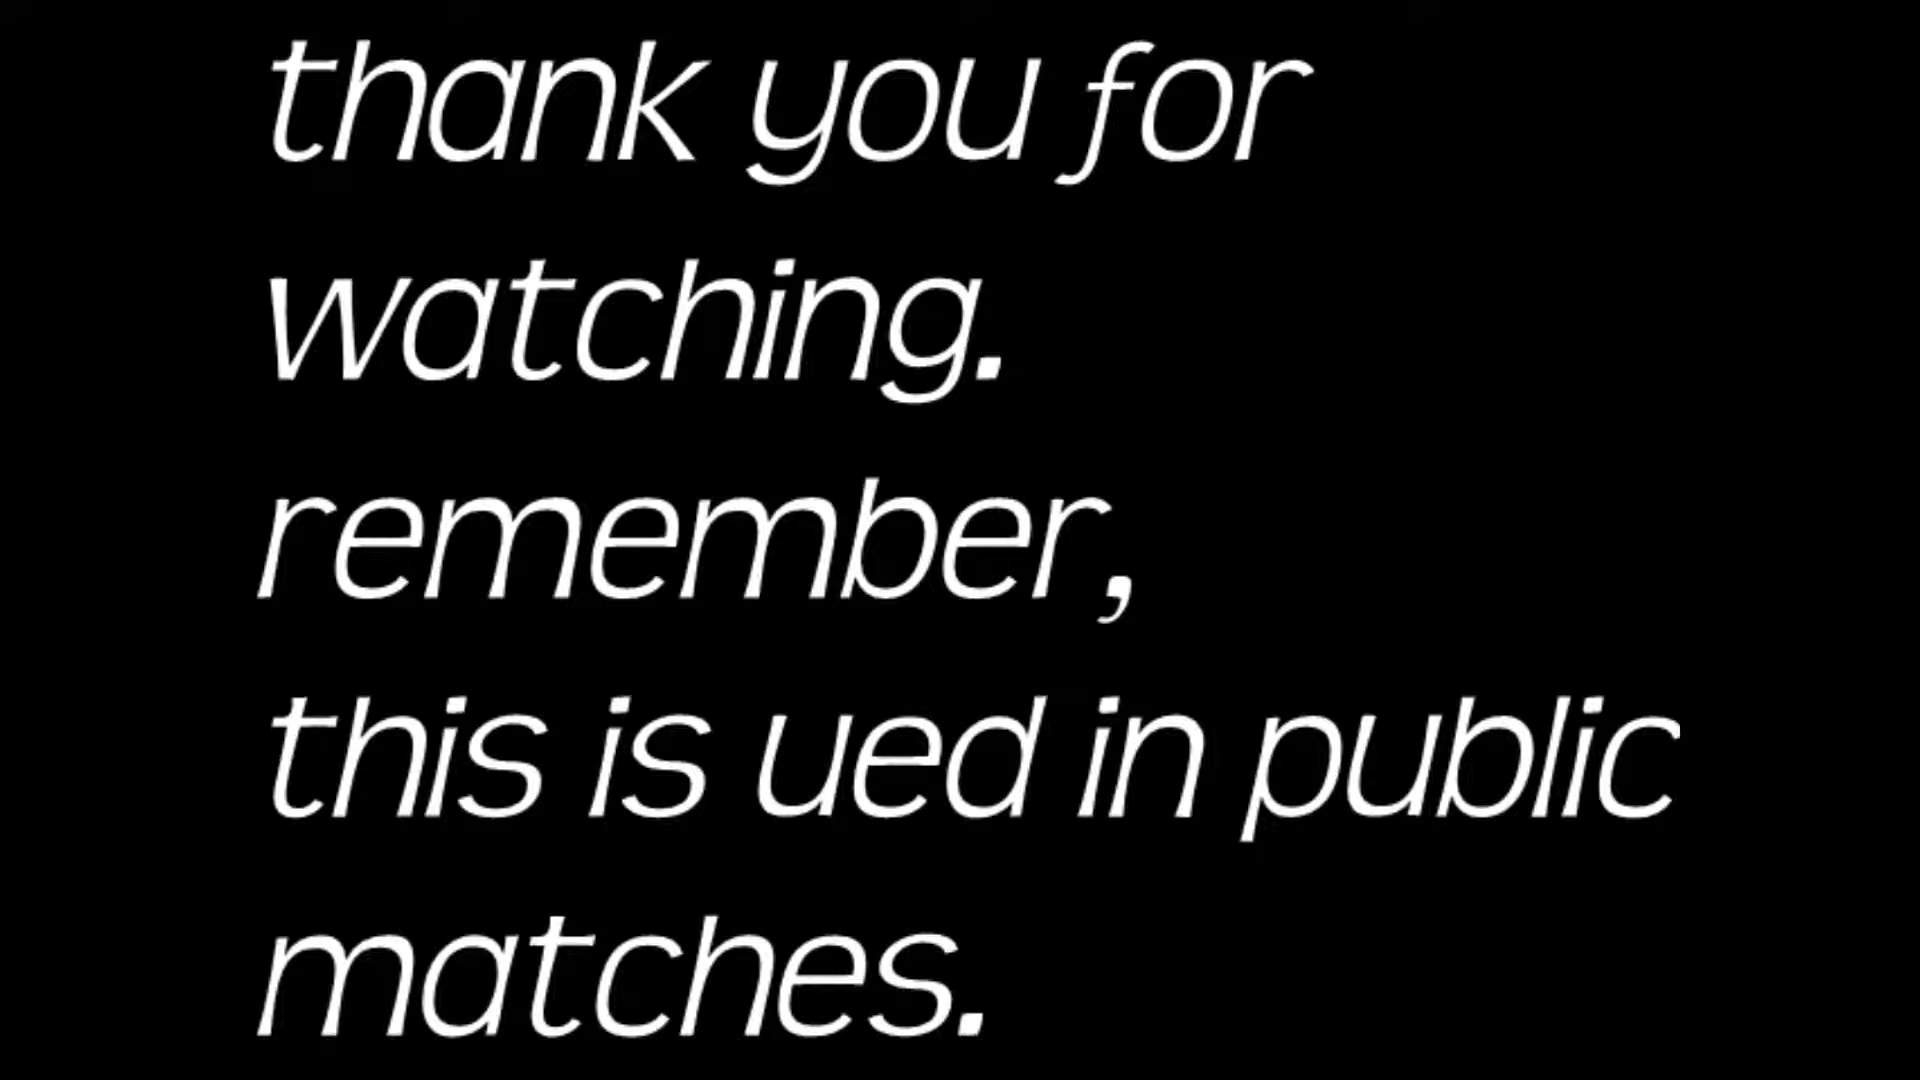 thank you for
watching.
remember,
this is ued in public
matches.